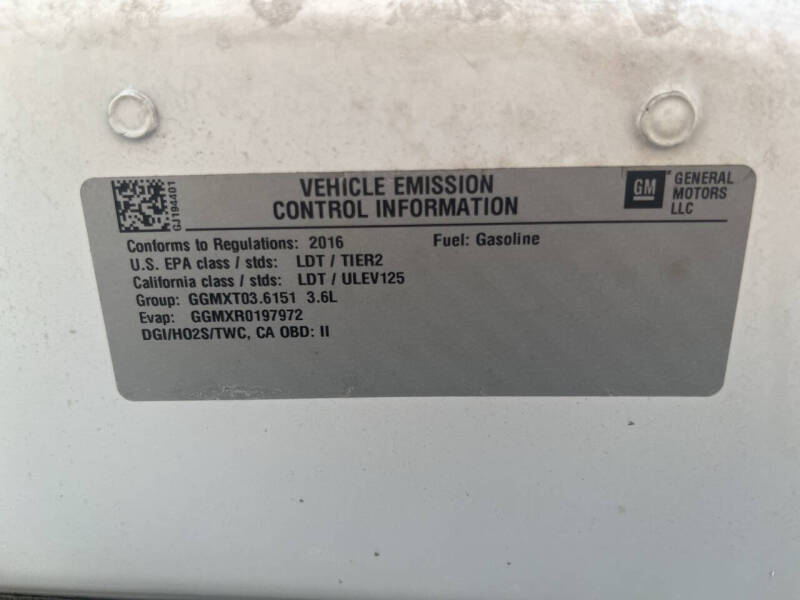 GJ194401
VEHICLE EMISSION
CONTROL INFORMATION
GM
GENERAL
MOTORS
LLC
Conforms to Regulations: 2016 Fuel: Gasoline
U.S. EPA class / stds: LDT / TIER2
California class / stds: LDT / ULEV125
Group: GGMXT03.6151 3.6L
Evap: GGMXR0197972
DGI/HO2S/TWC, CA OBD: II